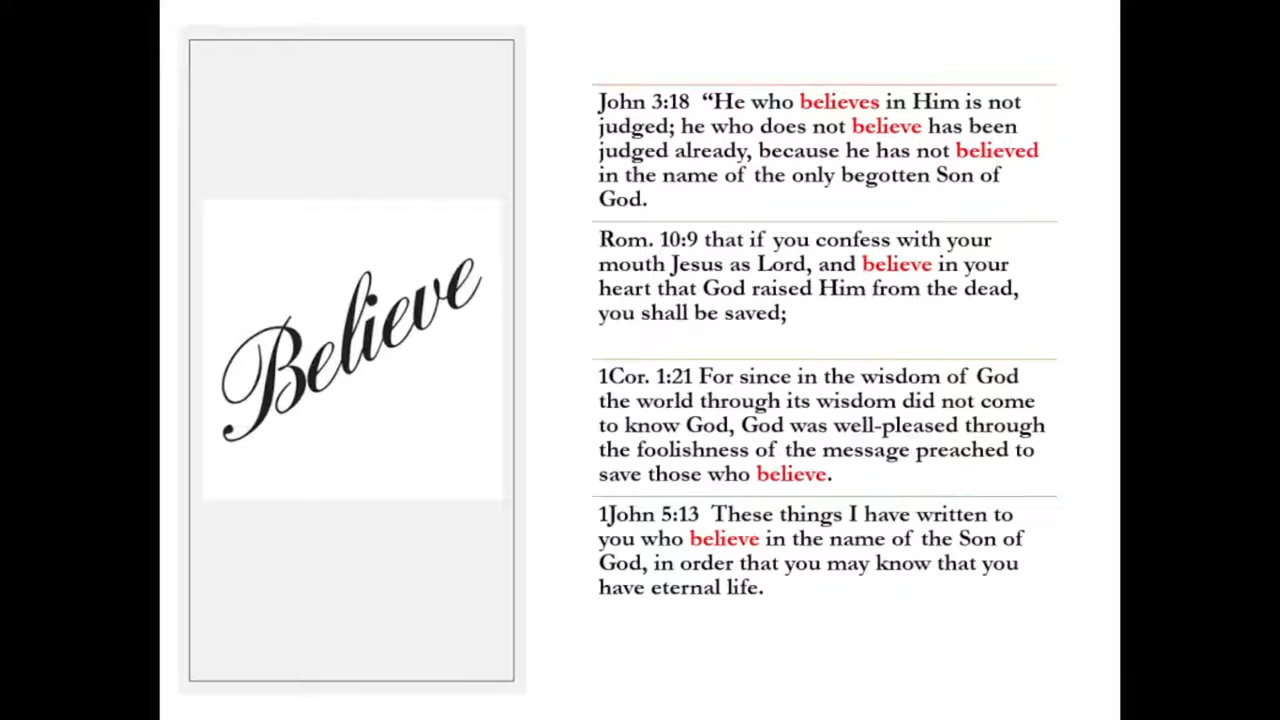 Believe
John 3:18 “He who believes in Him is not
judged; he who does not believe has been
judged already, because he has not believed
in the name of the only begotten Son of
God.
Rom. 10:9 that if you confess with your
mouth Jesus as Lord, and believe in your
heart that God raised Him from the dead,
you shall be saved;
1Cor. 1:21 For since in the wisdom of God
the world through its wisdom did not come
to know God, God was well-pleased through
the foolishness of the message preached to
save those who believe.
1John 5:13 These things I have written to
you who believe in the name of the Son of
God, in order that you may know that you
have eternal life.